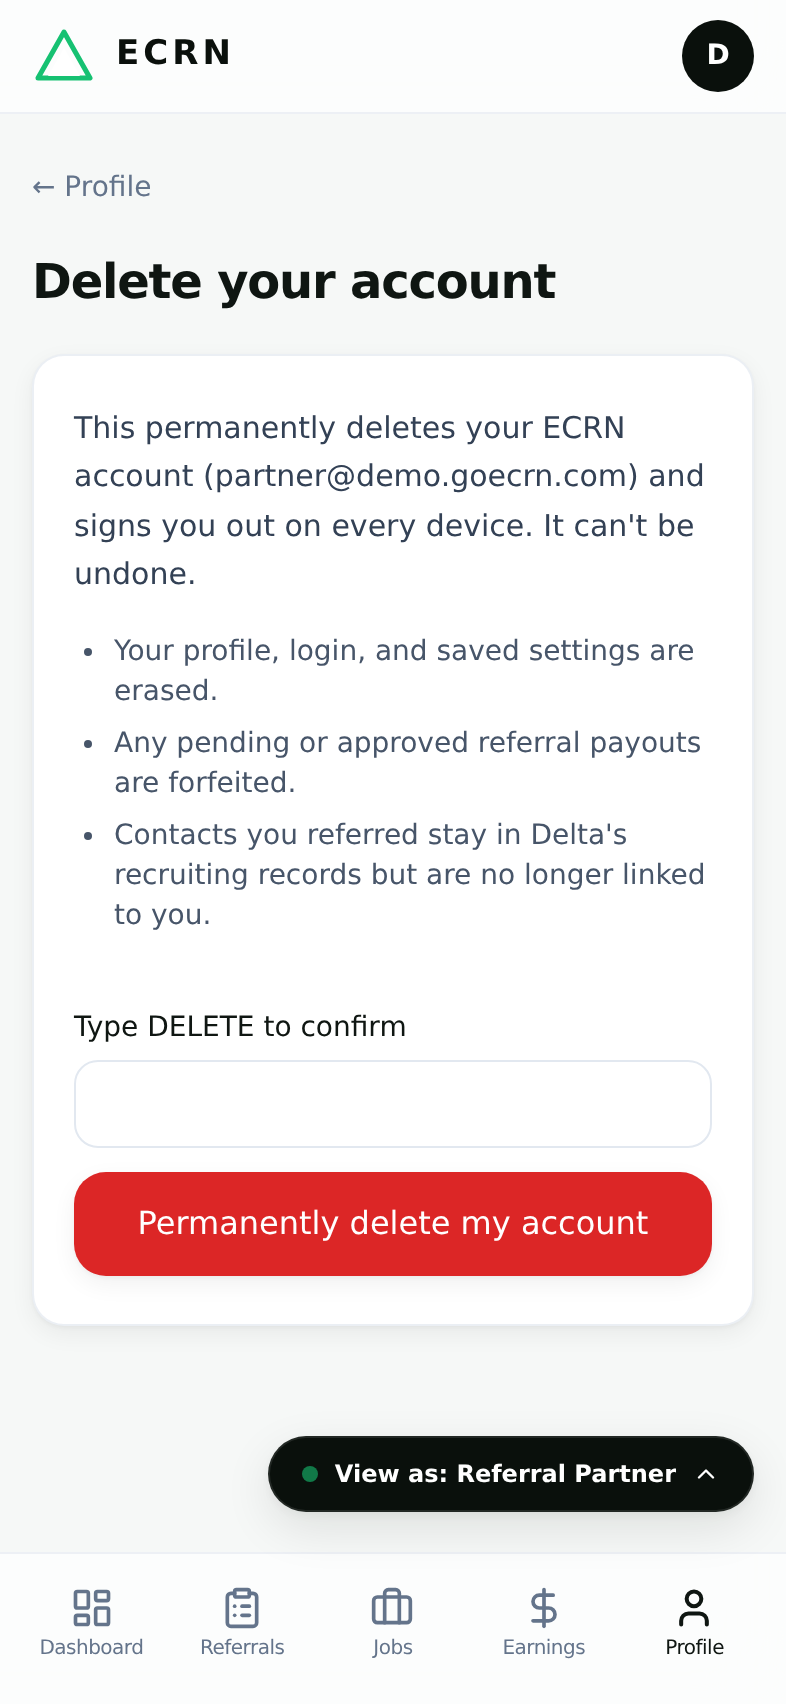 ECRN
D
← Profile
Delete your account
This permanently deletes your ECRN
account (partner@demo.goecrn.com) and
signs you out on every device. It can't be
undone.
• Your profile, login, and saved settings are
erased.
• Any pending or approved referral payouts
are forfeited.
• Contacts you referred stay in Delta's
recruiting records but are no longer linked
to you.
Type DELETE to confirm
Permanently delete my account
View as: Referral Partner
Dashboard
Referrals
Jobs
Earnings
Profile